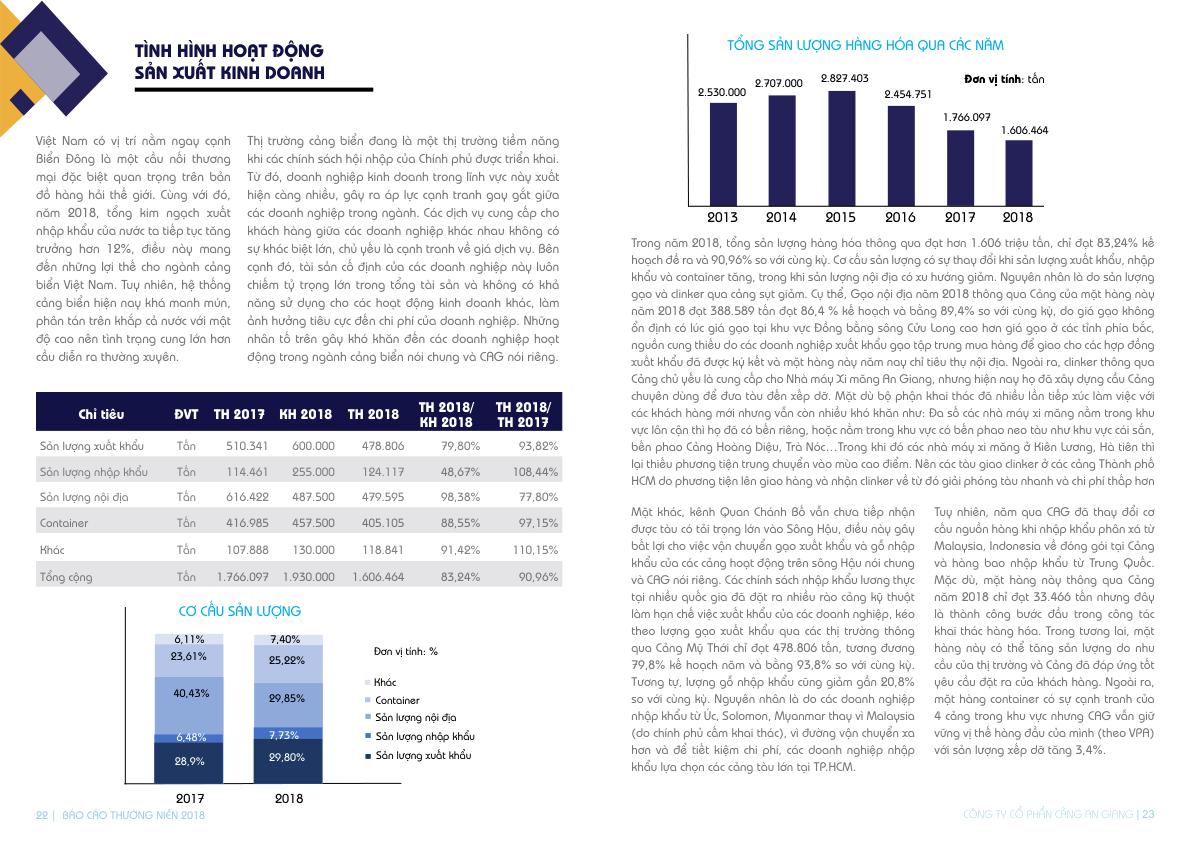 TÌNH HÌNH HOẠT ĐỘNG
SẢN XUẤT KINH DOANH
Việt Nam có vị trí nằm ngay cạnh
Biển Đông là một cầu nối thương
mại đặc biệt quan trọng trên bản
đồ hàng hải thế giới. Cùng với đó,
năm 2018, tổng kim ngạch xuất
nhập khẩu của nước ta tiếp tục tăng
trưởng hơn 12%, điều này mang
đến những lợi thế cho ngành cảng
biển Việt Nam. Tuy nhiên, hệ thống
cảng biển hiện nay khá manh mún,
phân tán trên khắp cả nước với mật
độ cao nên tình trạng cung lớn hơn
cầu diễn ra thường xuyên.
Thị trường cảng biển đang là một thị trường tiềm năng
khi các chính sách hội nhập của Chính phủ được triển khai.
Từ đó, doanh nghiệp kinh doanh trong lĩnh vực này xuất
hiện càng nhiều, gây ra áp lực cạnh tranh gay gắt giữa
các doanh nghiệp trong ngành. Các dịch vụ cung cấp cho
khách hàng giữa các doanh nghiệp khác nhau không có
sự khác biệt lớn, chủ yếu là cạnh tranh về giá dịch vụ. Bên
cạnh đó, tài sản cố định của các doanh nghiệp này luôn
chiếm tỷ trọng lớn trong tổng tài sản và không có khả
năng sử dụng cho các hoạt động kinh doanh khác, làm
ảnh hưởng tiêu cực đến chi phí của doanh nghiệp. Những
nhân tố trên gây khó khăn đến các doanh nghiệp hoạt
động trong ngành cảng biển nói chung và CAG nói riêng.
Chỉ tiêu ĐVT TH 2017 KH 2018 TH 2018 TH 2018/ KH 2018 TH 2018/ TH 2017
Sản lượng xuất khẩu Tấn 510.341 600.000 478.806 79,80% 93,82%
Sản lượng nhập khẩu Tấn 114.461 255.000 124.117 48,67% 108,44%
Sản lượng nội địa Tấn 616.422 487.500 479.595 98,38% 77,80%
Container Tấn 416.985 457.500 405.105 88,55% 97,15%
Khác Tấn 107.888 130.000 118.841 91,42% 110,15%
Tổng cộng Tấn 1.766.097 1.930.000 1.606.464 83,24% 90,96%
CƠ CẤU SẢN LƯỢNG
6,11% 7,40%
23,61% 25,22%
40,43% 29,85%
6,48% 7,73%
28,9% 29,80%
2017 2018
Đơn vị tính: %
Khác
Container
Sản lượng nội địa
Sản lượng nhập khẩu
Sản lượng xuất khẩu
22 | BÁO CÁO THƯỜNG NIÊN 2018
TỔNG SẢN LƯỢNG HÀNG HÓA QUA CÁC NĂM
Đơn vị tính: tấn
2.530.000 2.707.000 2.827.403 2.454.751 1.766.097 1.606.464
2013 2014 2015 2016 2017 2018
Trong năm 2018, tổng sản lượng hàng hóa thông qua đạt hơn 1.606 triệu tấn, chỉ đạt 83,24% kế
hoạch đề ra và 90,96% so với cùng kỳ. Cơ cấu sản lượng có sự thay đổi khi sản lượng xuất khẩu, nhập
khẩu và container tăng, trong khi sản lượng nội địa có xu hướng giảm. Nguyên nhân là do sản lượng
gạo và clinker qua cảng sụt giảm. Cụ thể, Gạo nội địa năm 2018 thông qua Cảng của mặt hàng này
năm 2018 đạt 388.589 tấn đạt 86,4 % kế hoạch và bằng 89,4% so với cùng kỳ, do giá gạo không
ổn định có lúc giá gạo tại khu vực Đồng bằng sông Cửu Long cao hơn giá gạo ở các tỉnh phía bắc,
nguồn cung thiếu do các doanh nghiệp xuất khẩu gạo tập trung mua hàng để giao cho các hợp đồng
xuất khẩu đã được ký kết và mặt hàng này năm nay chỉ tiêu thụ nội địa. Ngoài ra, clinker thông qua
Cảng chủ yếu là cung cấp cho Nhà máy Xi măng An Giang, nhưng hiện nay họ đã xây dựng cầu Cảng
chuyên dùng để đưa tàu đến xếp dỡ. Mặt dù bộ phận khai thác đã nhiều lần tiếp xúc làm việc với
các khách hàng mới nhưng vẫn còn nhiều khó khăn như: Đa số các nhà máy xi măng nằm trong khu
vực lân cận thì họ đã có bến riêng, hoặc nằm trong khu vực có bến phao neo tàu như khu vực cái sắn,
bến phao Cảng Hoàng Diệu, Trà Nóc...Trong khi đó các nhà máy xi măng ở Kiên Lương, Hà tiên thì
lại thiếu phương tiện trung chuyển vào mùa cao điểm. Nên các tàu giao clinker ở các cảng Thành phố
HCM do phương tiện lên giao hàng và nhận clinker về từ đó giải phóng tàu nhanh và chi phí thấp hơn
Mặt khác, kênh Quan Chánh Bố vẫn chưa tiếp nhận
được tàu có tải trọng lớn vào Sông Hậu, điều này gây
bất lợi cho việc vận chuyển gạo xuất khẩu và gỗ nhập
khẩu của các cảng hoạt động trên sông Hậu nói chung
và CAG nói riêng. Các chính sách nhập khẩu lương thực
tại nhiều quốc gia đã đặt ra nhiều rào cảng kỹ thuật
làm hạn chế việc xuất khẩu của các doanh nghiệp, kéo
theo lượng gạo xuất khẩu qua các thị trường thông
qua Cảng Mỹ Thới chỉ đạt 478.806 tấn, tương đương
79,8% kế hoạch năm và bằng 93,8% so với cùng kỳ.
Tương tự, lượng gỗ nhập khẩu cũng giảm gần 20,8%
so với cùng kỳ. Nguyên nhân là do các doanh nghiệp
nhập khẩu từ Úc, Solomon, Myanmar thay vì Malaysia
(do chính phủ cấm khai thác), vì đường vận chuyển xa
hơn và để tiết kiệm chi phí, các doanh nghiệp nhập
khẩu lựa chọn các cảng tàu lớn tại TP.HCM.
Tuy nhiên, năm qua CAG đã thay đổi cơ
cấu nguồn hàng khi nhập khẩu phân xá từ
Malaysia, Indonesia về đóng gói tại Cảng
và hàng bao nhập khẩu từ Trung Quốc.
Mặc dù, mặt hàng này thông qua Cảng
năm 2018 chỉ đạt 33.466 tấn nhưng đây
là thành công bước đầu trong công tác
khai thác hàng hóa. Trong tương lai, mặt
hàng này có thể tăng sản lượng do nhu
cầu của thị trường và Cảng đã đáp ứng tốt
yêu cầu đặt ra của khách hàng. Ngoài ra,
mặt hàng container có sự cạnh tranh của
4 cảng trong khu vực nhưng CAG vẫn giữ
vững vị thế hàng đầu của mình (theo VPA)
với sản lượng xếp dỡ tăng 3,4%.
CÔNG TY CỔ PHẦN CẢNG AN GIANG | 23